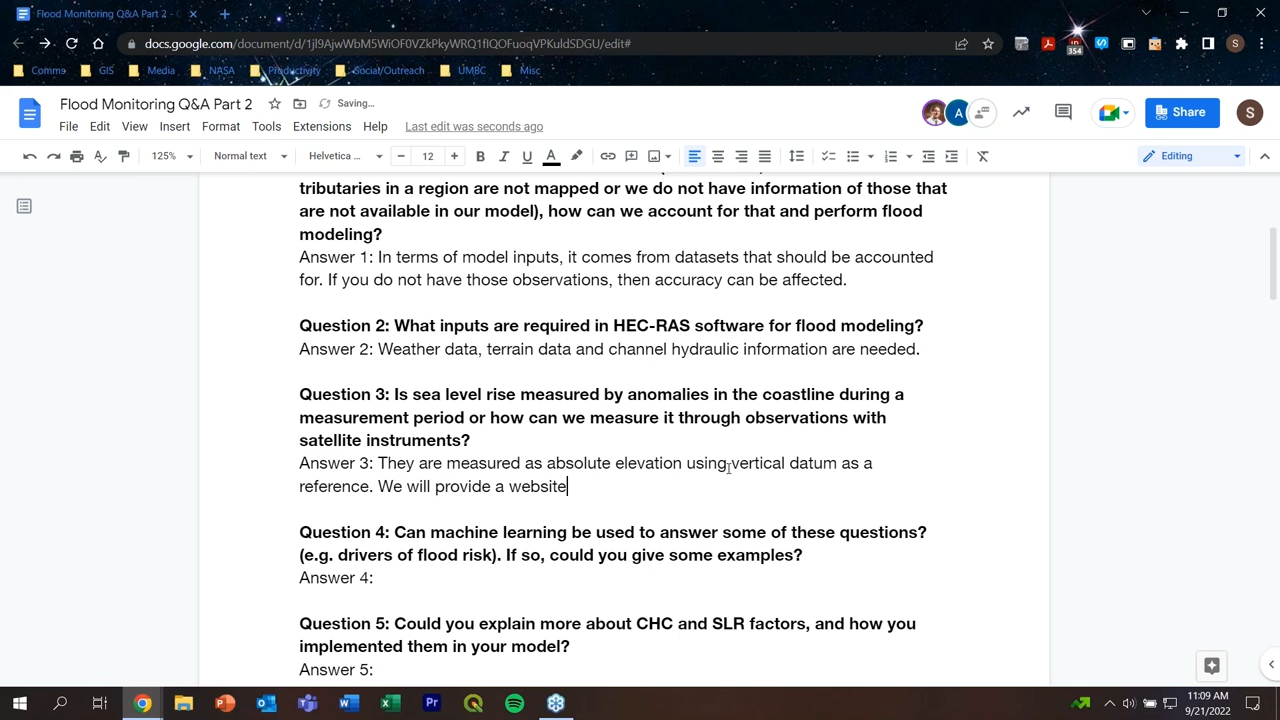 Flood Monitoring Q&A Part 2 - G
docs.google.com/document/d/1jl9AjwWbM5WiOF0VZkPkyWRQ1flQOFuoqVPKuldSDGU/edit#
354
S
Comms
GIS
Media
NASA
Productivity
Social/Outreach
UMBC
Misc
Flood Monitoring Q&A Part 2
Saving...
A
Share
S
File Edit View Insert Format Tools Extensions Help Last edit was seconds ago
125% Normal text Helvetica ... 12 B I U A Editing
tributaries in a region are not mapped or we do not have information of those that
are not available in our model), how can we account for that and perform flood
modeling?
Answer 1: In terms of model inputs, it comes from datasets that should be accounted
for. If you do not have those observations, then accuracy can be affected.
Question 2: What inputs are required in HEC-RAS software for flood modeling?
Answer 2: Weather data, terrain data and channel hydraulic information are needed.
Question 3: Is sea level rise measured by anomalies in the coastline during a
measurement period or how can we measure it through observations with
satellite instruments?
Answer 3: They are measured as absolute elevation using vertical datum as a
reference. We will provide a website
Question 4: Can machine learning be used to answer some of these questions?
(e.g. drivers of flood risk). If so, could you give some examples?
Answer 4:
Question 5: Could you explain more about CHC and SLR factors, and how you
implemented them in your model?
Answer 5:
11:09 AM
9/21/2022